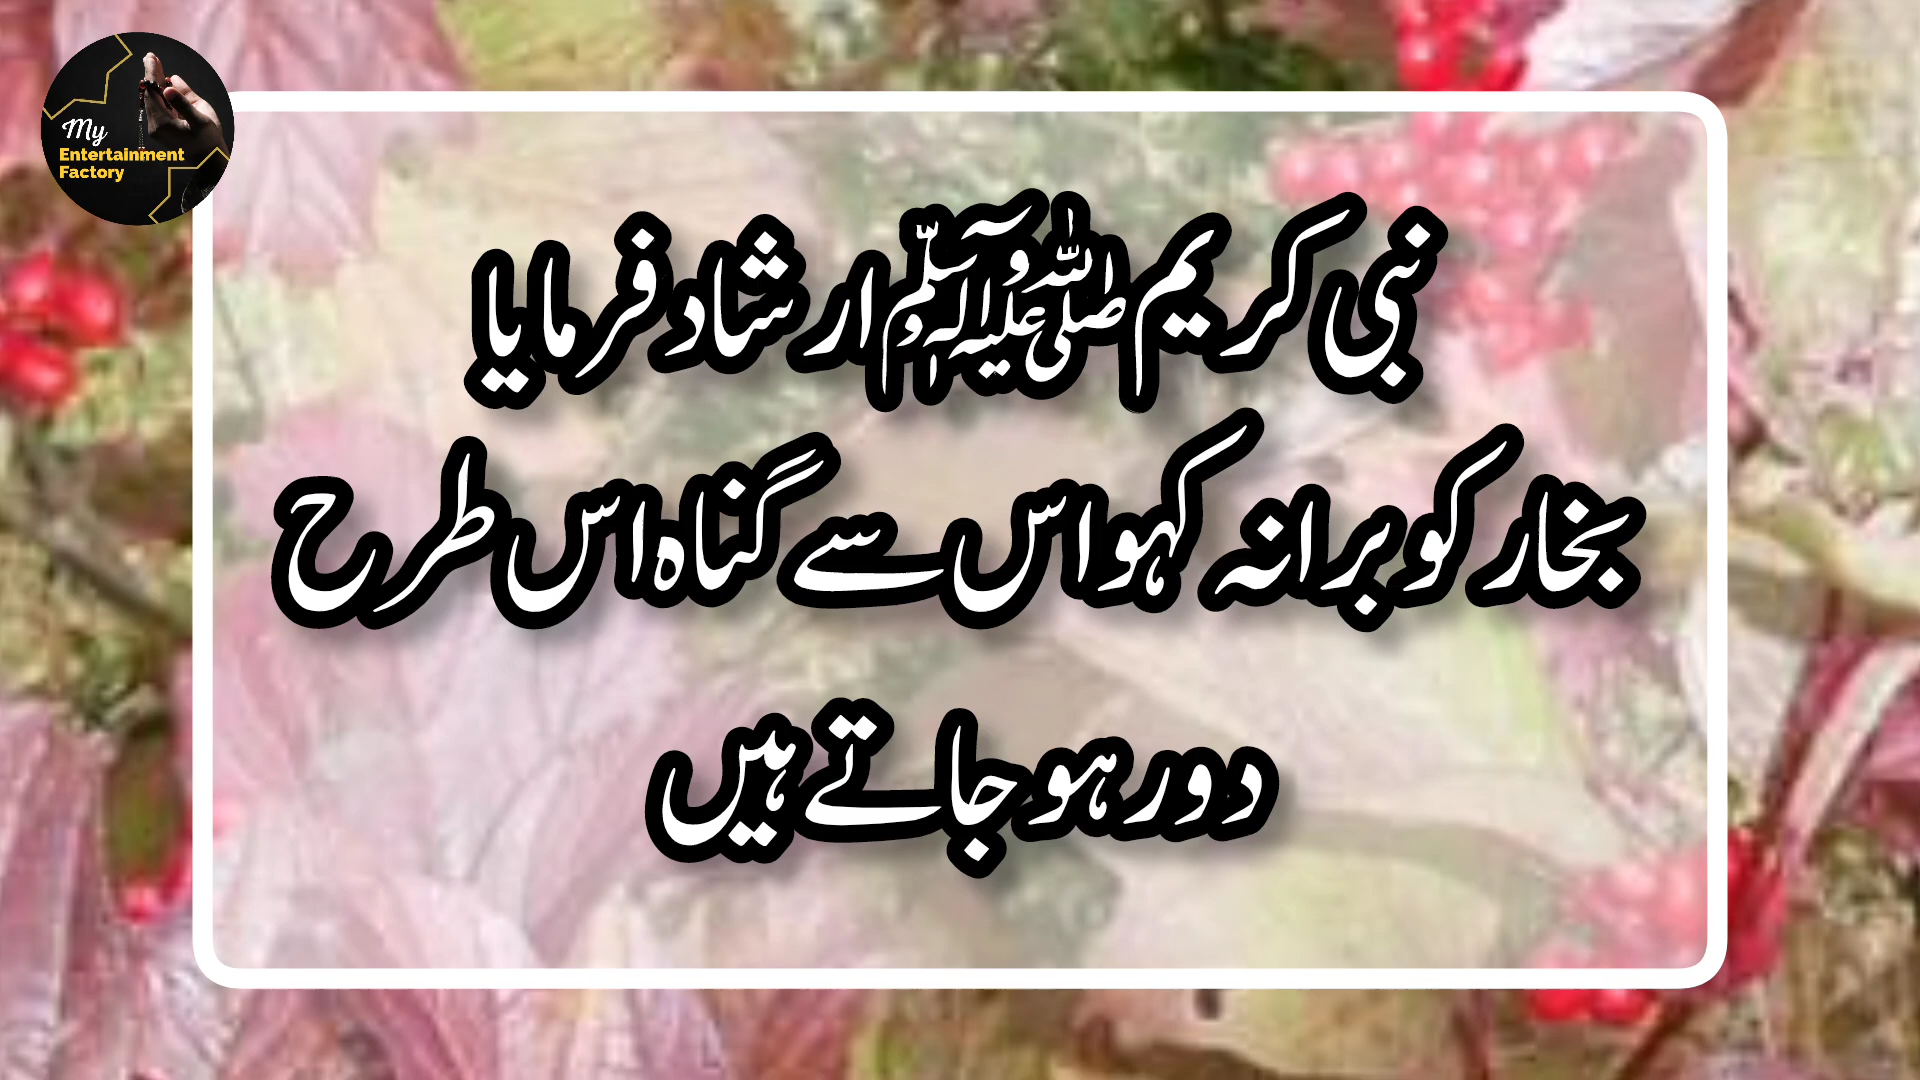 My
Entertainment
Factory
نبی کریم صلی اللہ علیہ وآلہ وسلم ارشاد فرمایا
بخار کو برا نہ کہو اس سے گناہ اس طرح
دور ہو جاتے ہیں